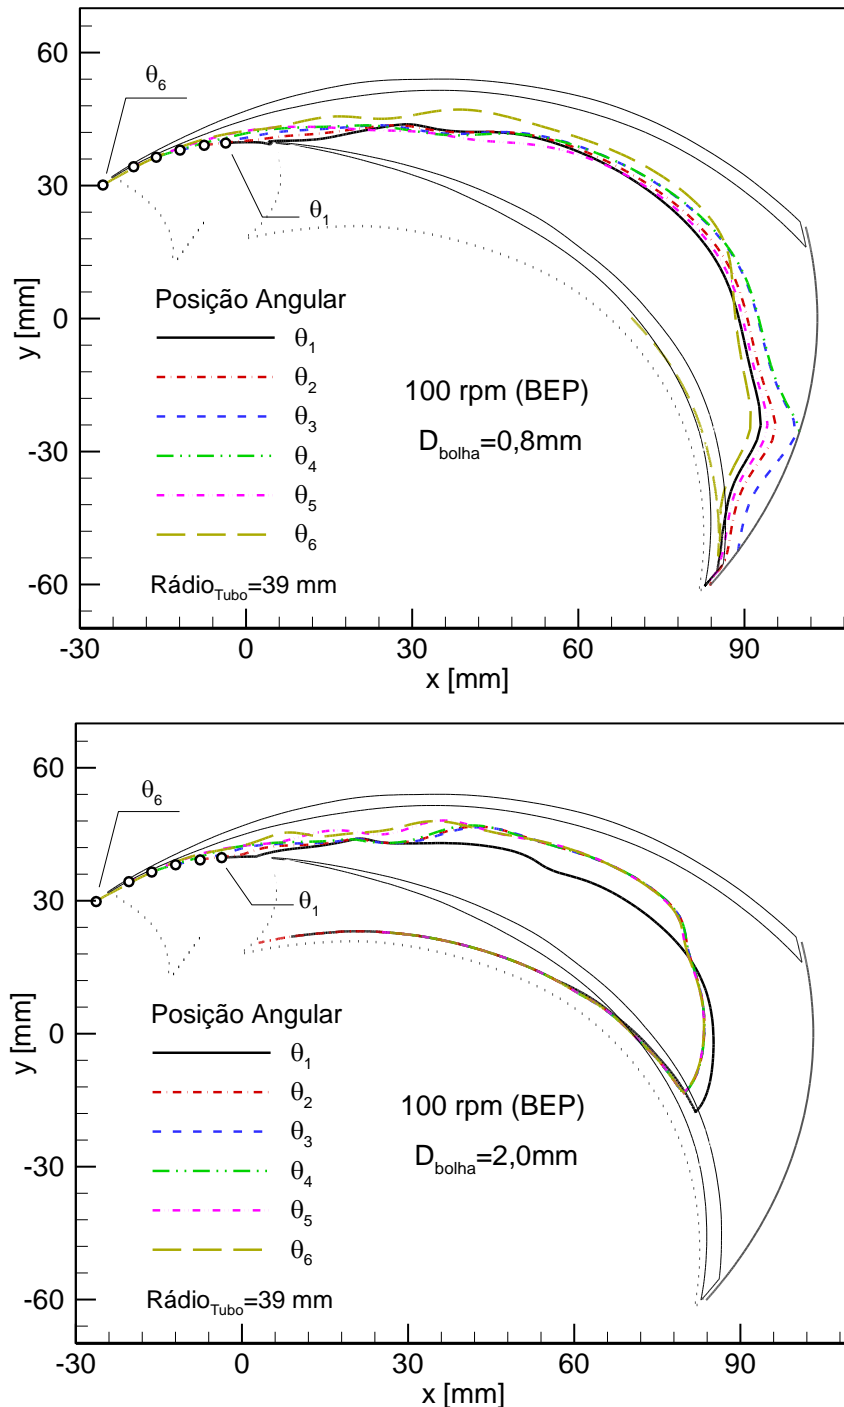 60
30
0
-30
-60
y [mm]
θ6
θ1
Posição Angular
θ1
θ2
θ3
θ4
θ5
θ6
100 rpm (BEP)
Dbolha=0,8mm
RádioTubo=39 mm
-30 0 30 60 90
x [mm]
60
30
0
-30
-60
y [mm]
θ6
θ1
Posição Angular
θ1
θ2
θ3
θ4
θ5
θ6
100 rpm (BEP)
Dbolha=2,0mm
RádioTubo=39 mm
-30 0 30 60 90
x [mm]